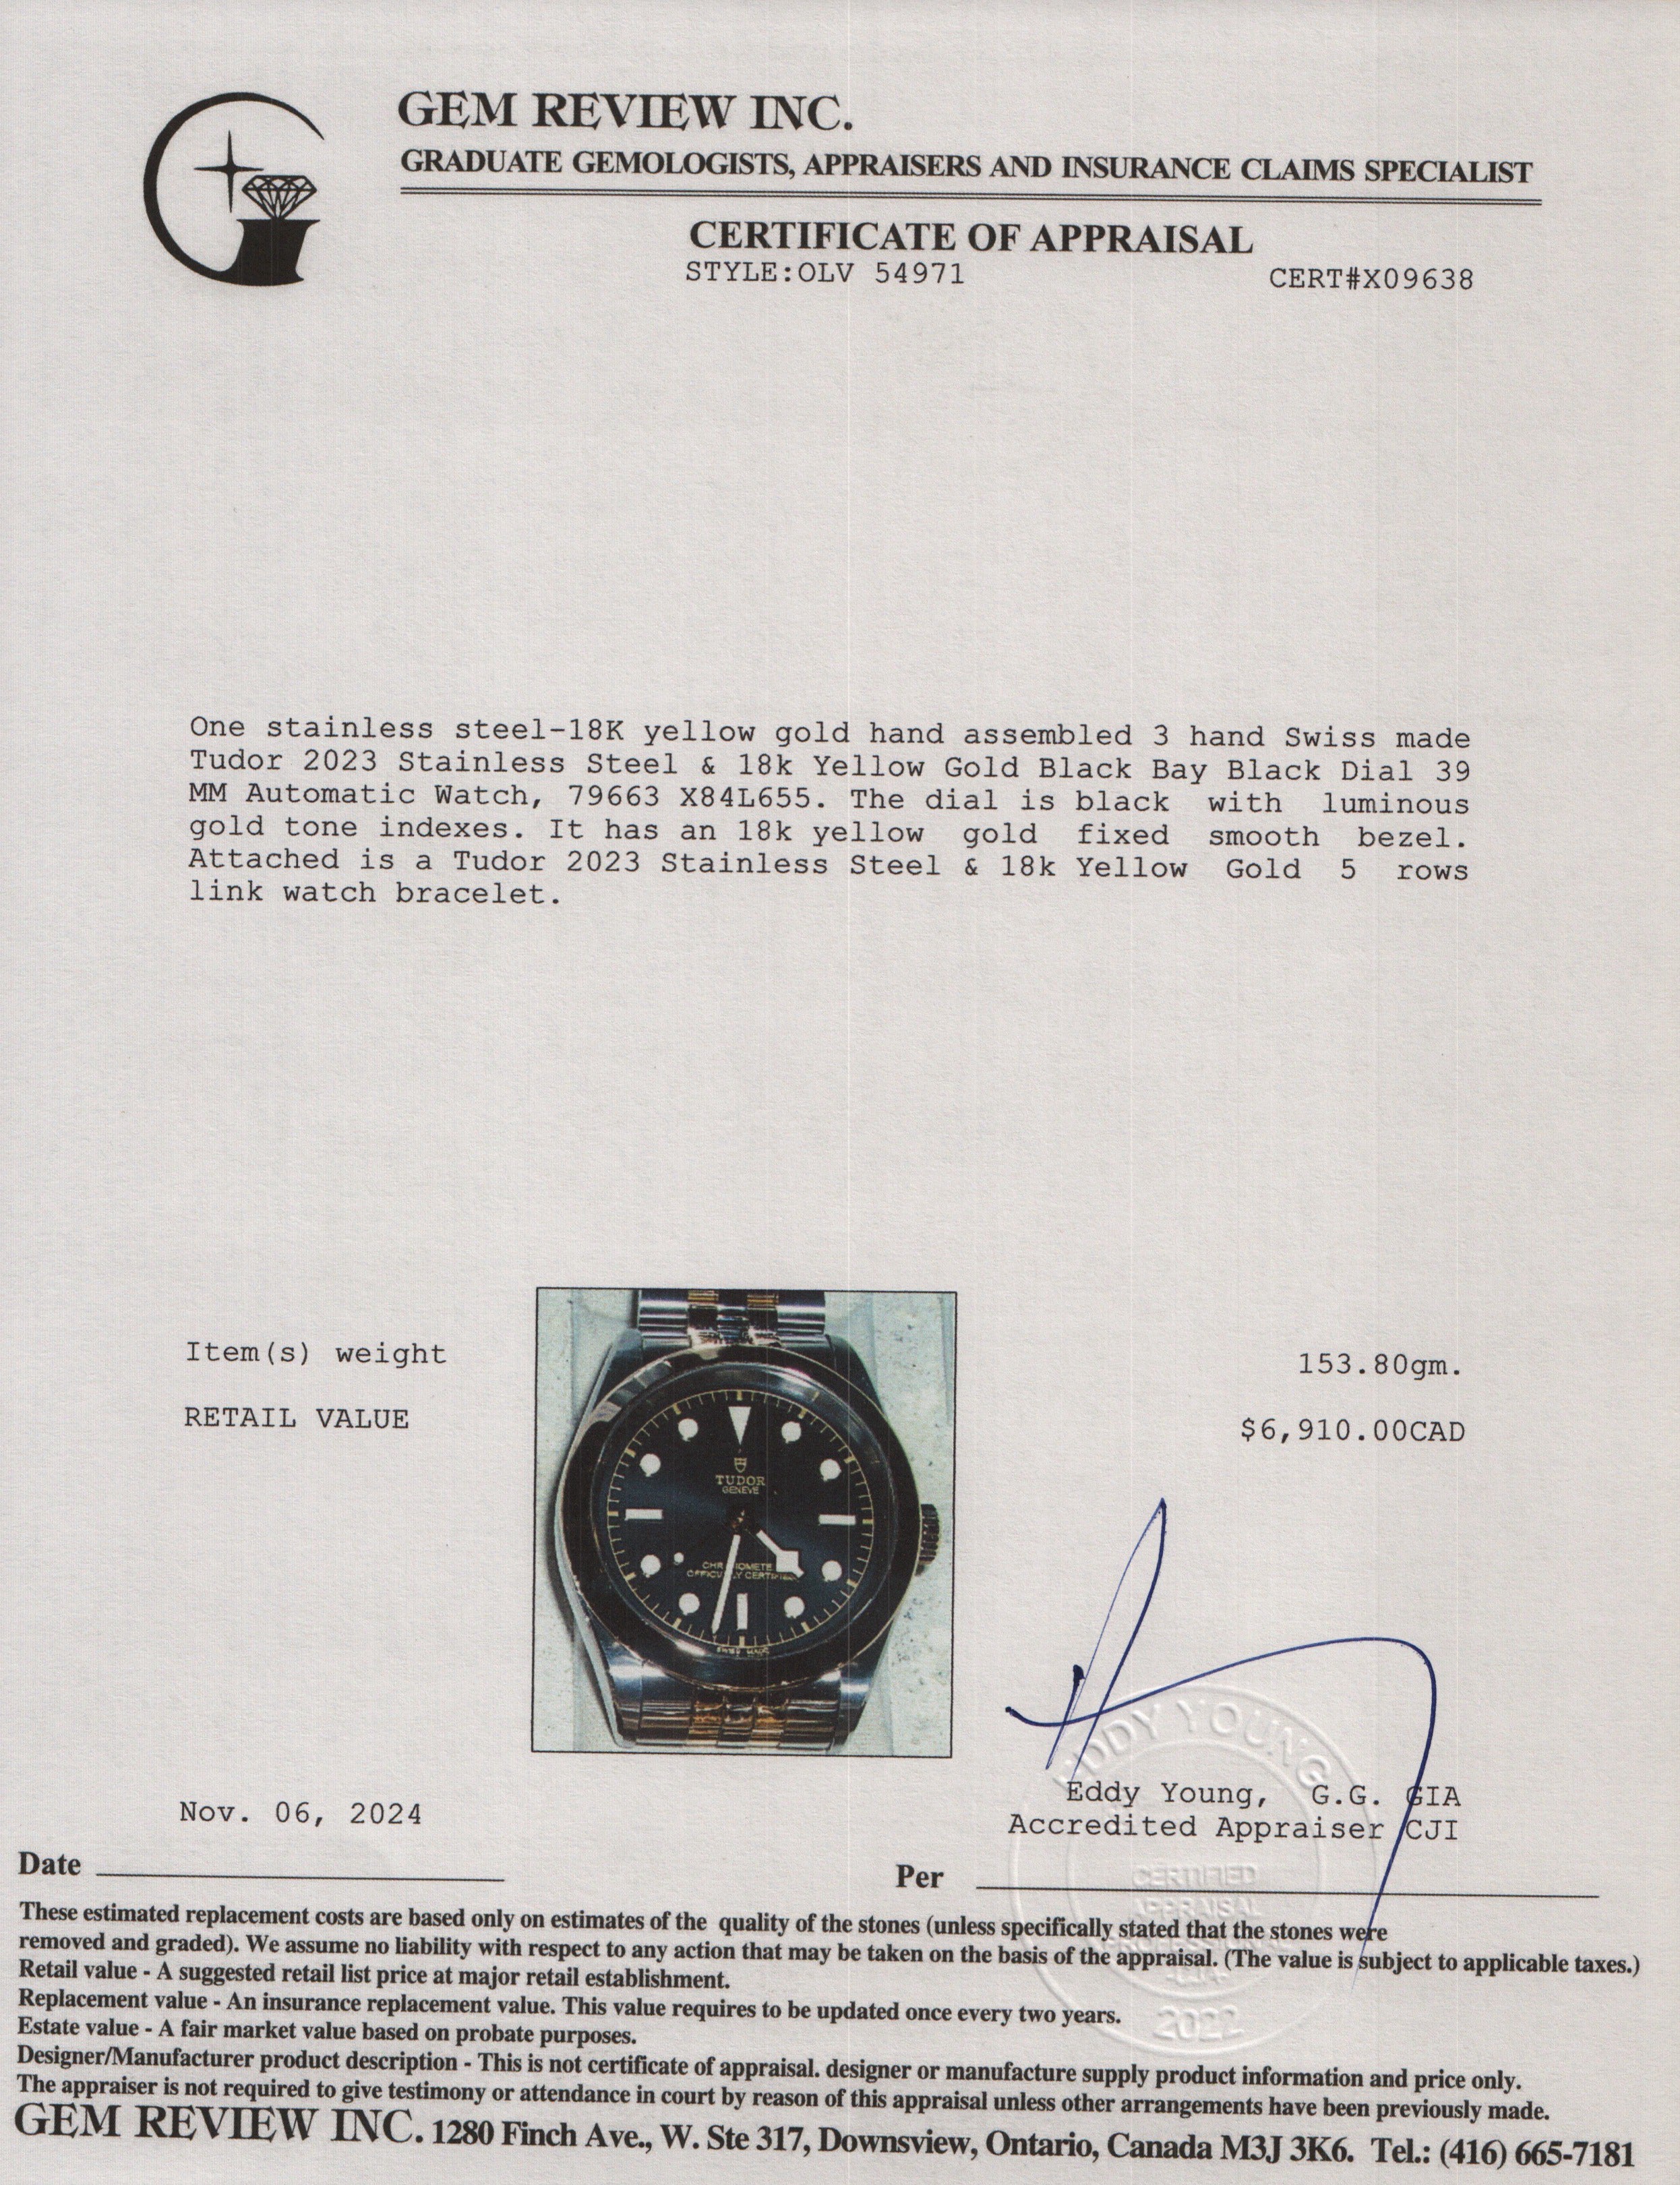 GEM REVIEW INC.
GRADUATE GEMOLOGISTS, APPRAISERS AND INSURANCE CLAIMS SPECIALIST
CERTIFICATE OF APPRAISAL
STYLE:OLV 54971
CERT#X09638
One stainless steel-18K yellow gold hand assembled 3 hand Swiss made
Tudor 2023 Stainless Steel & 18k Yellow Gold Black Bay Black Dial 39
MM Automatic Watch, 79663 X84L655. The dial is black with luminous
gold tone indexes. It has an 18k yellow gold fixed smooth bezel.
Attached is a Tudor 2023 Stainless Steel & 18k Yellow Gold 5 rows
link watch bracelet.
Item(s) weight
153.80gm.
RETAIL VALUE
$6,910.00CAD
TUDOR
GENEVE
SWISS MADE
EDDY YOUNG
Eddy Young, G.G. GIA
Accredited Appraiser CJI
Nov. 06, 2024
Date
Per
CERTIFIED
APPRAISAL
2022
These estimated replacement costs are based only on estimates of the quality of the stones (unless specifically stated that the stones were
removed and graded). We assume no liability with respect to any action that may be taken on the basis of the appraisal. (The value is subject to applicable taxes.)
Retail value - A suggested retail list price at major retail establishment.
Replacement value - An insurance replacement value. This value requires to be updated once every two years.
Estate value - A fair market value based on probate purposes.
Designer/Manufacturer product description - This is not certificate of appraisal. designer or manufacture supply product information and price only.
The appraiser is not required to give testimony or attendance in court by reason of this appraisal unless other arrangements have been previously made.
GEM REVIEW INC. 1280 Finch Ave., W. Ste 317, Downsview, Ontario, Canada M3J 3K6. Tel.: (416) 665-7181